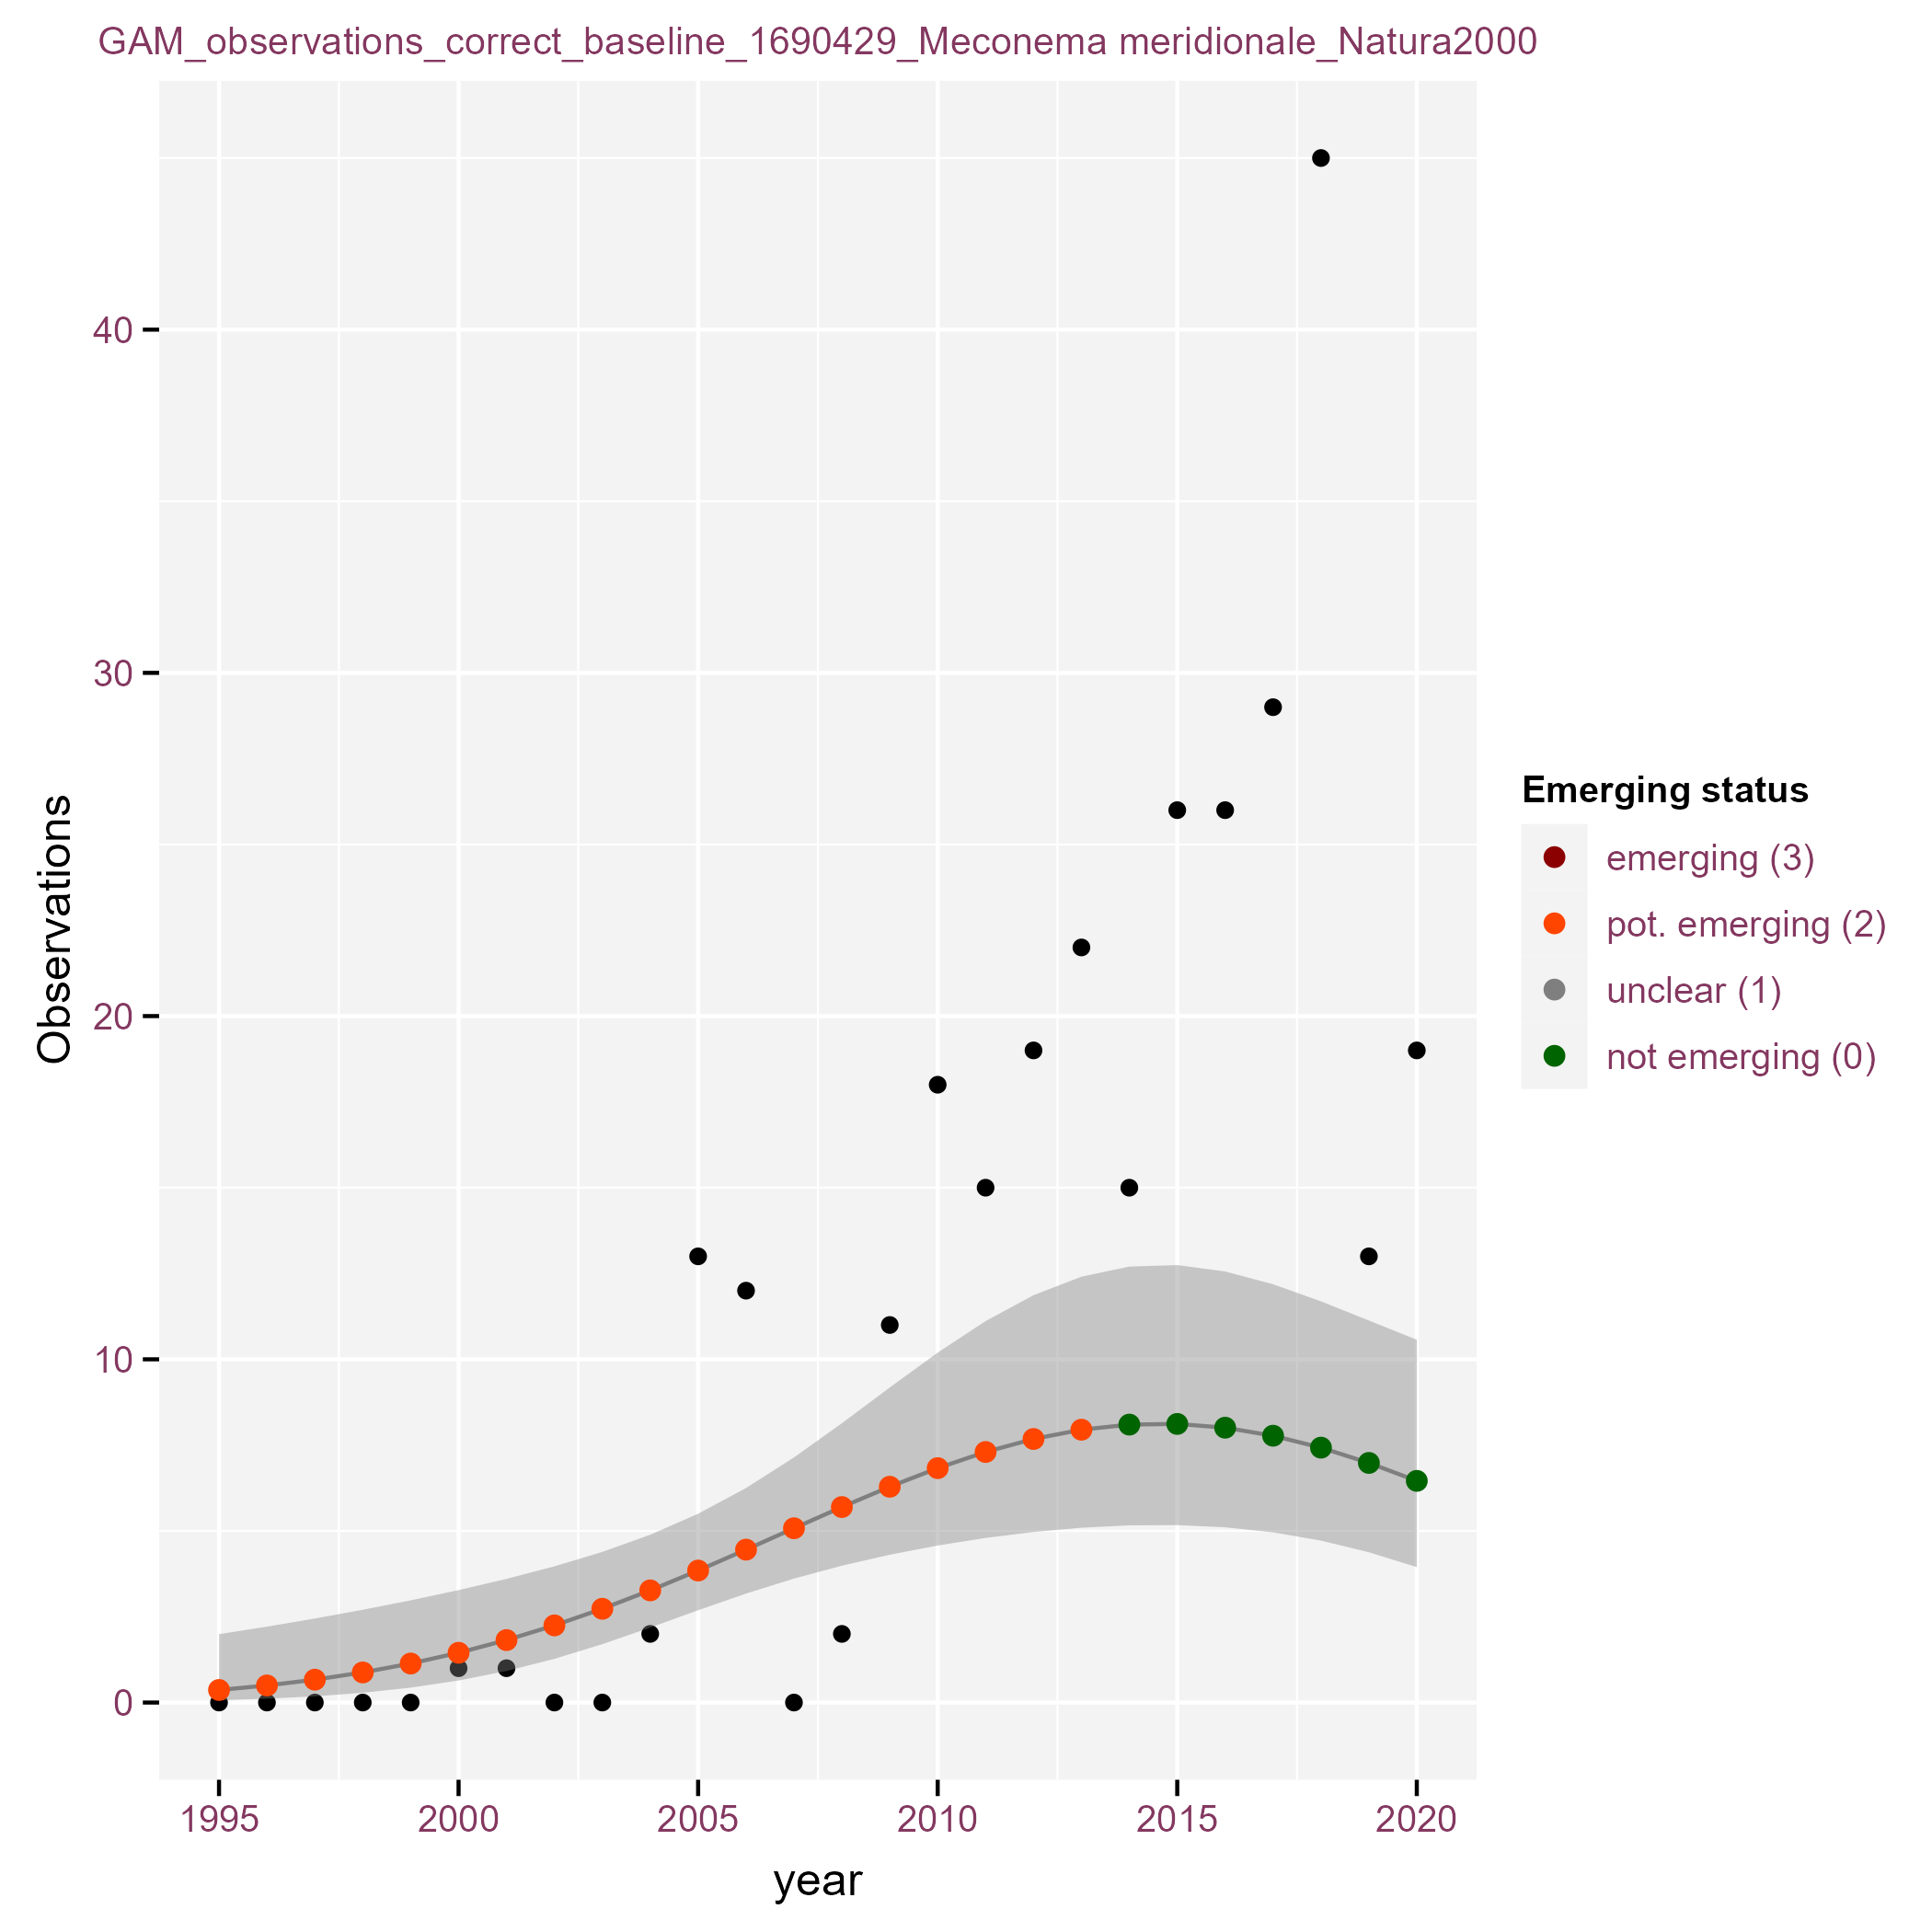 GAM_observations_correct_baseline_1690429_Meconema meridionale_Natura2000
Observations
40
30
20
10
0
1995 2000 2005 2010 2015 2020
year
Emerging status
emerging (3)
pot. emerging (2)
unclear (1)
not emerging (0)